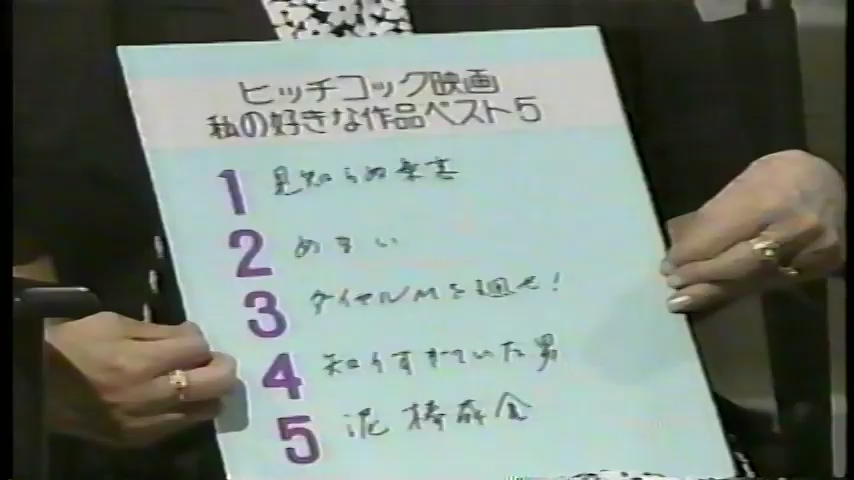 ヒッチコック映画
私の好きな作品ベスト5
1 見知らぬ乗客
2 めまい
3 ダイヤルMを廻せ!
4 知りすぎていた男
5 泥棒成金